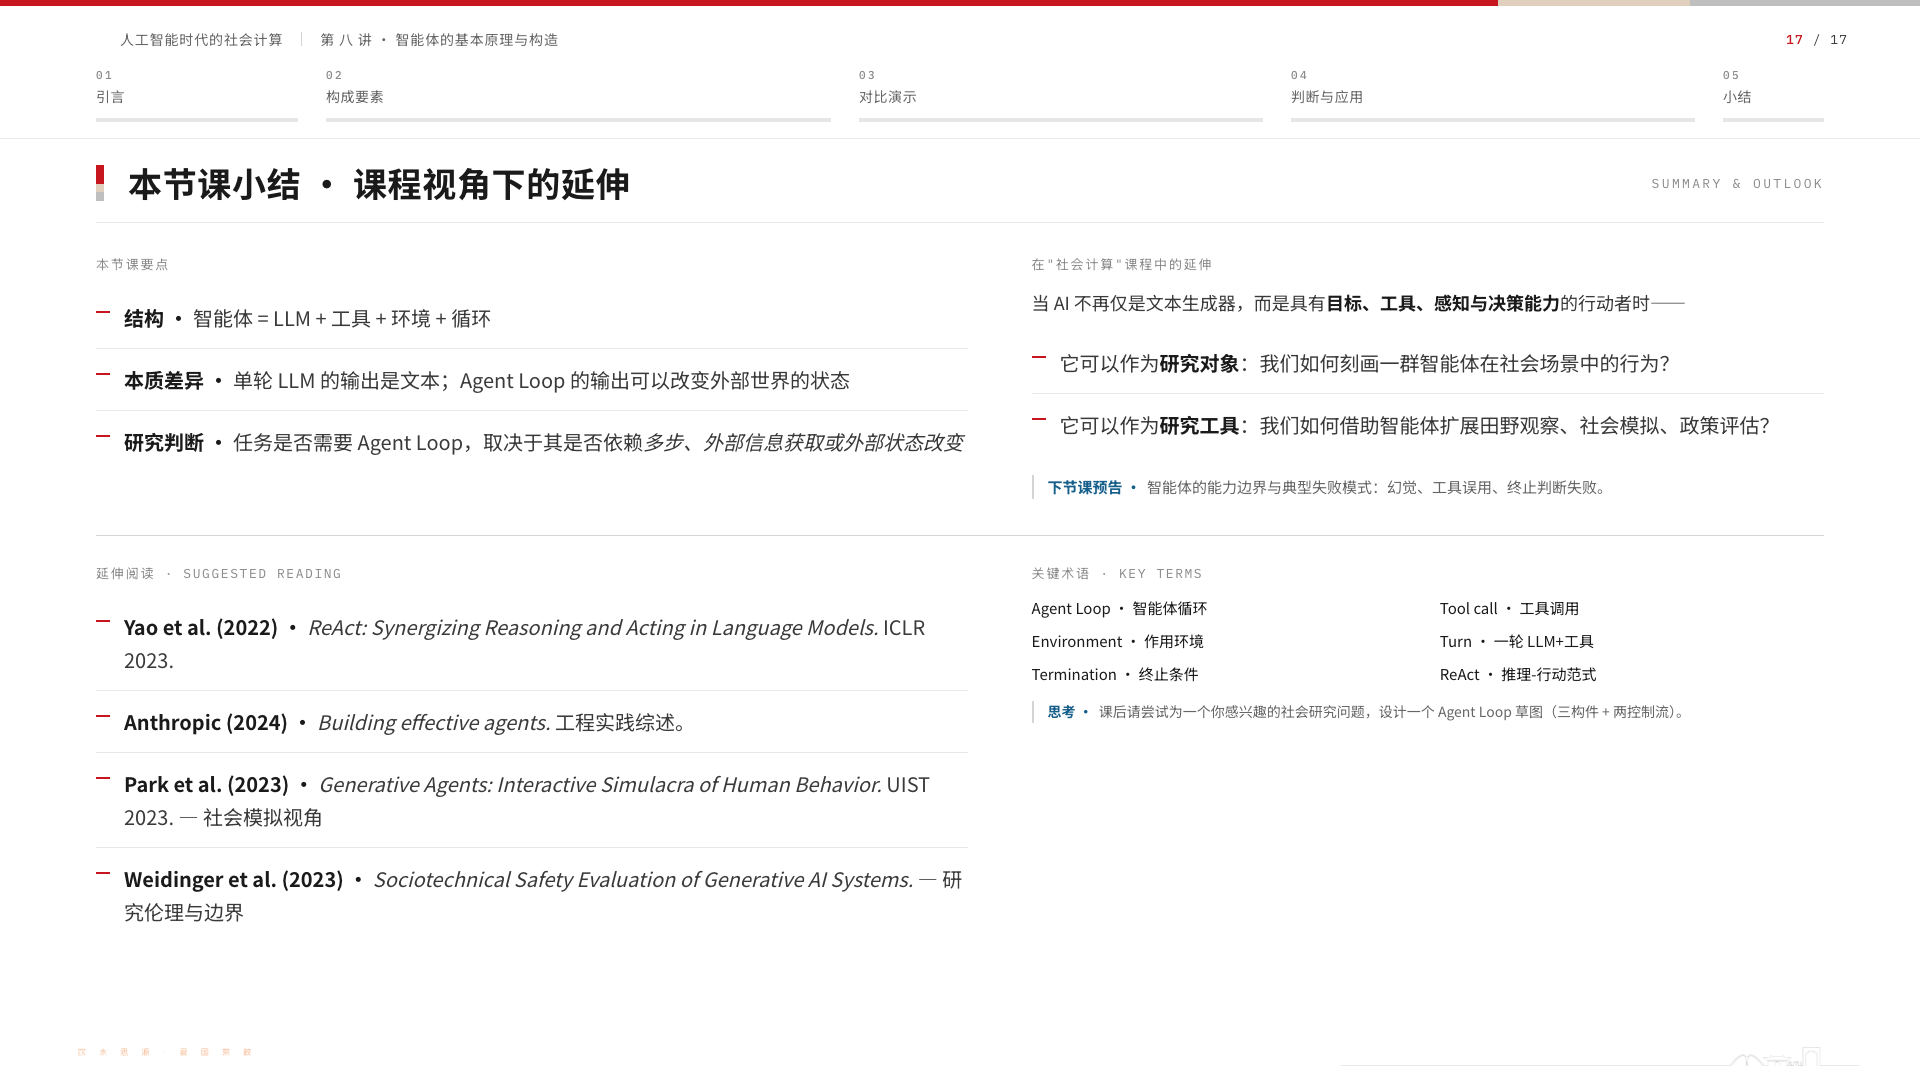 人工智能时代的社会计算
第 八 讲 · 智能体的基本原理与构造
17 / 17
01
引言
02
构成要素
03
对比演示
04
判断与应用
05
小结
本节课小结 · 课程视角下的延伸
SUMMARY & OUTLOOK
本节课要点
结构 · 智能体 = LLM + 工具 + 环境 + 循环
本质差异 · 单轮 LLM 的输出是文本；Agent Loop 的输出可以改变外部世界的状态
研究判断 · 任务是否需要 Agent Loop，取决于其是否依赖多步、外部信息获取或外部状态改变
在"社会计算"课程中的延伸
当 AI 不再仅是文本生成器，而是具有目标、工具、感知与决策能力的行动者时——
它可以作为研究对象：我们如何刻画一群智能体在社会场景中的行为？
它可以作为研究工具：我们如何借助智能体扩展田野观察、社会模拟、政策评估？
下节课预告 · 智能体的能力边界与典型失败模式：幻觉、工具误用、终止判断失败。
延伸阅读 · SUGGESTED READING
Yao et al. (2022) · ReAct: Synergizing Reasoning and Acting in Language Models. ICLR
2023.
Anthropic (2024) · Building effective agents. 工程实践综述。
Park et al. (2023) · Generative Agents: Interactive Simulacra of Human Behavior. UIST
2023. — 社会模拟视角
Weidinger et al. (2023) · Sociotechnical Safety Evaluation of Generative AI Systems. — 研
究伦理与边界
关键术语 · KEY TERMS
Agent Loop · 智能体循环
Tool call · 工具调用
Environment · 作用环境
Turn · 一轮 LLM+工具
Termination · 终止条件
ReAct · 推理-行动范式
思考 · 课后请尝试为一个你感兴趣的社会研究问题，设计一个 Agent Loop 草图（三构件 + 两控制流）。
饮 水 思 源 · 爱 国 荣 校